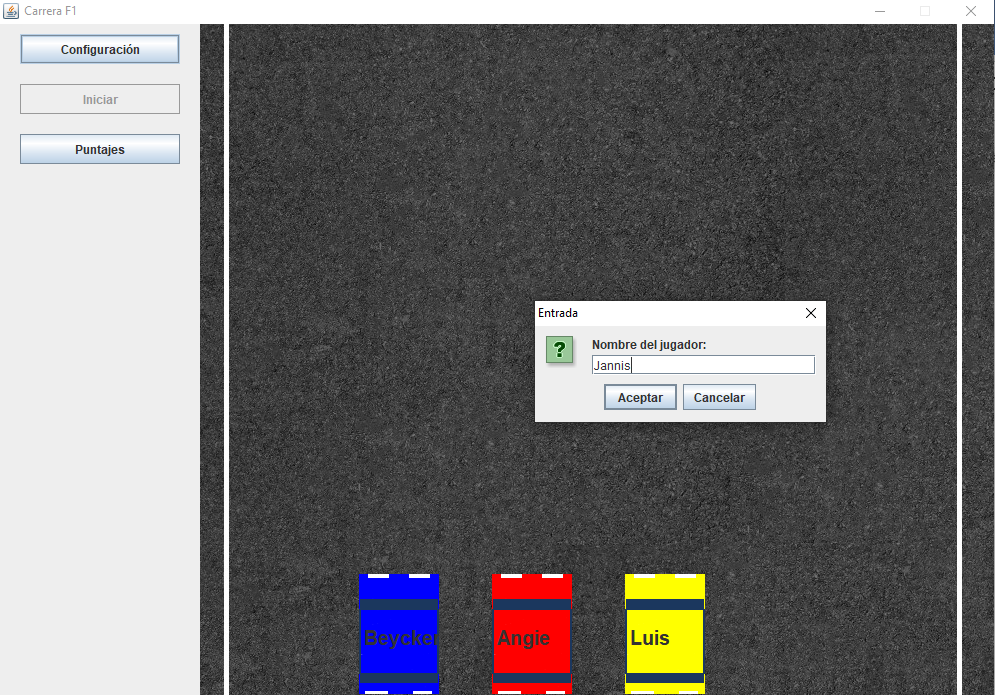 Carrera F1
Configuración
Iniciar
Puntajes
Entrada
?
Nombre del jugador:
Jannis
Aceptar
Cancelar
Beycker
Angie
Luis